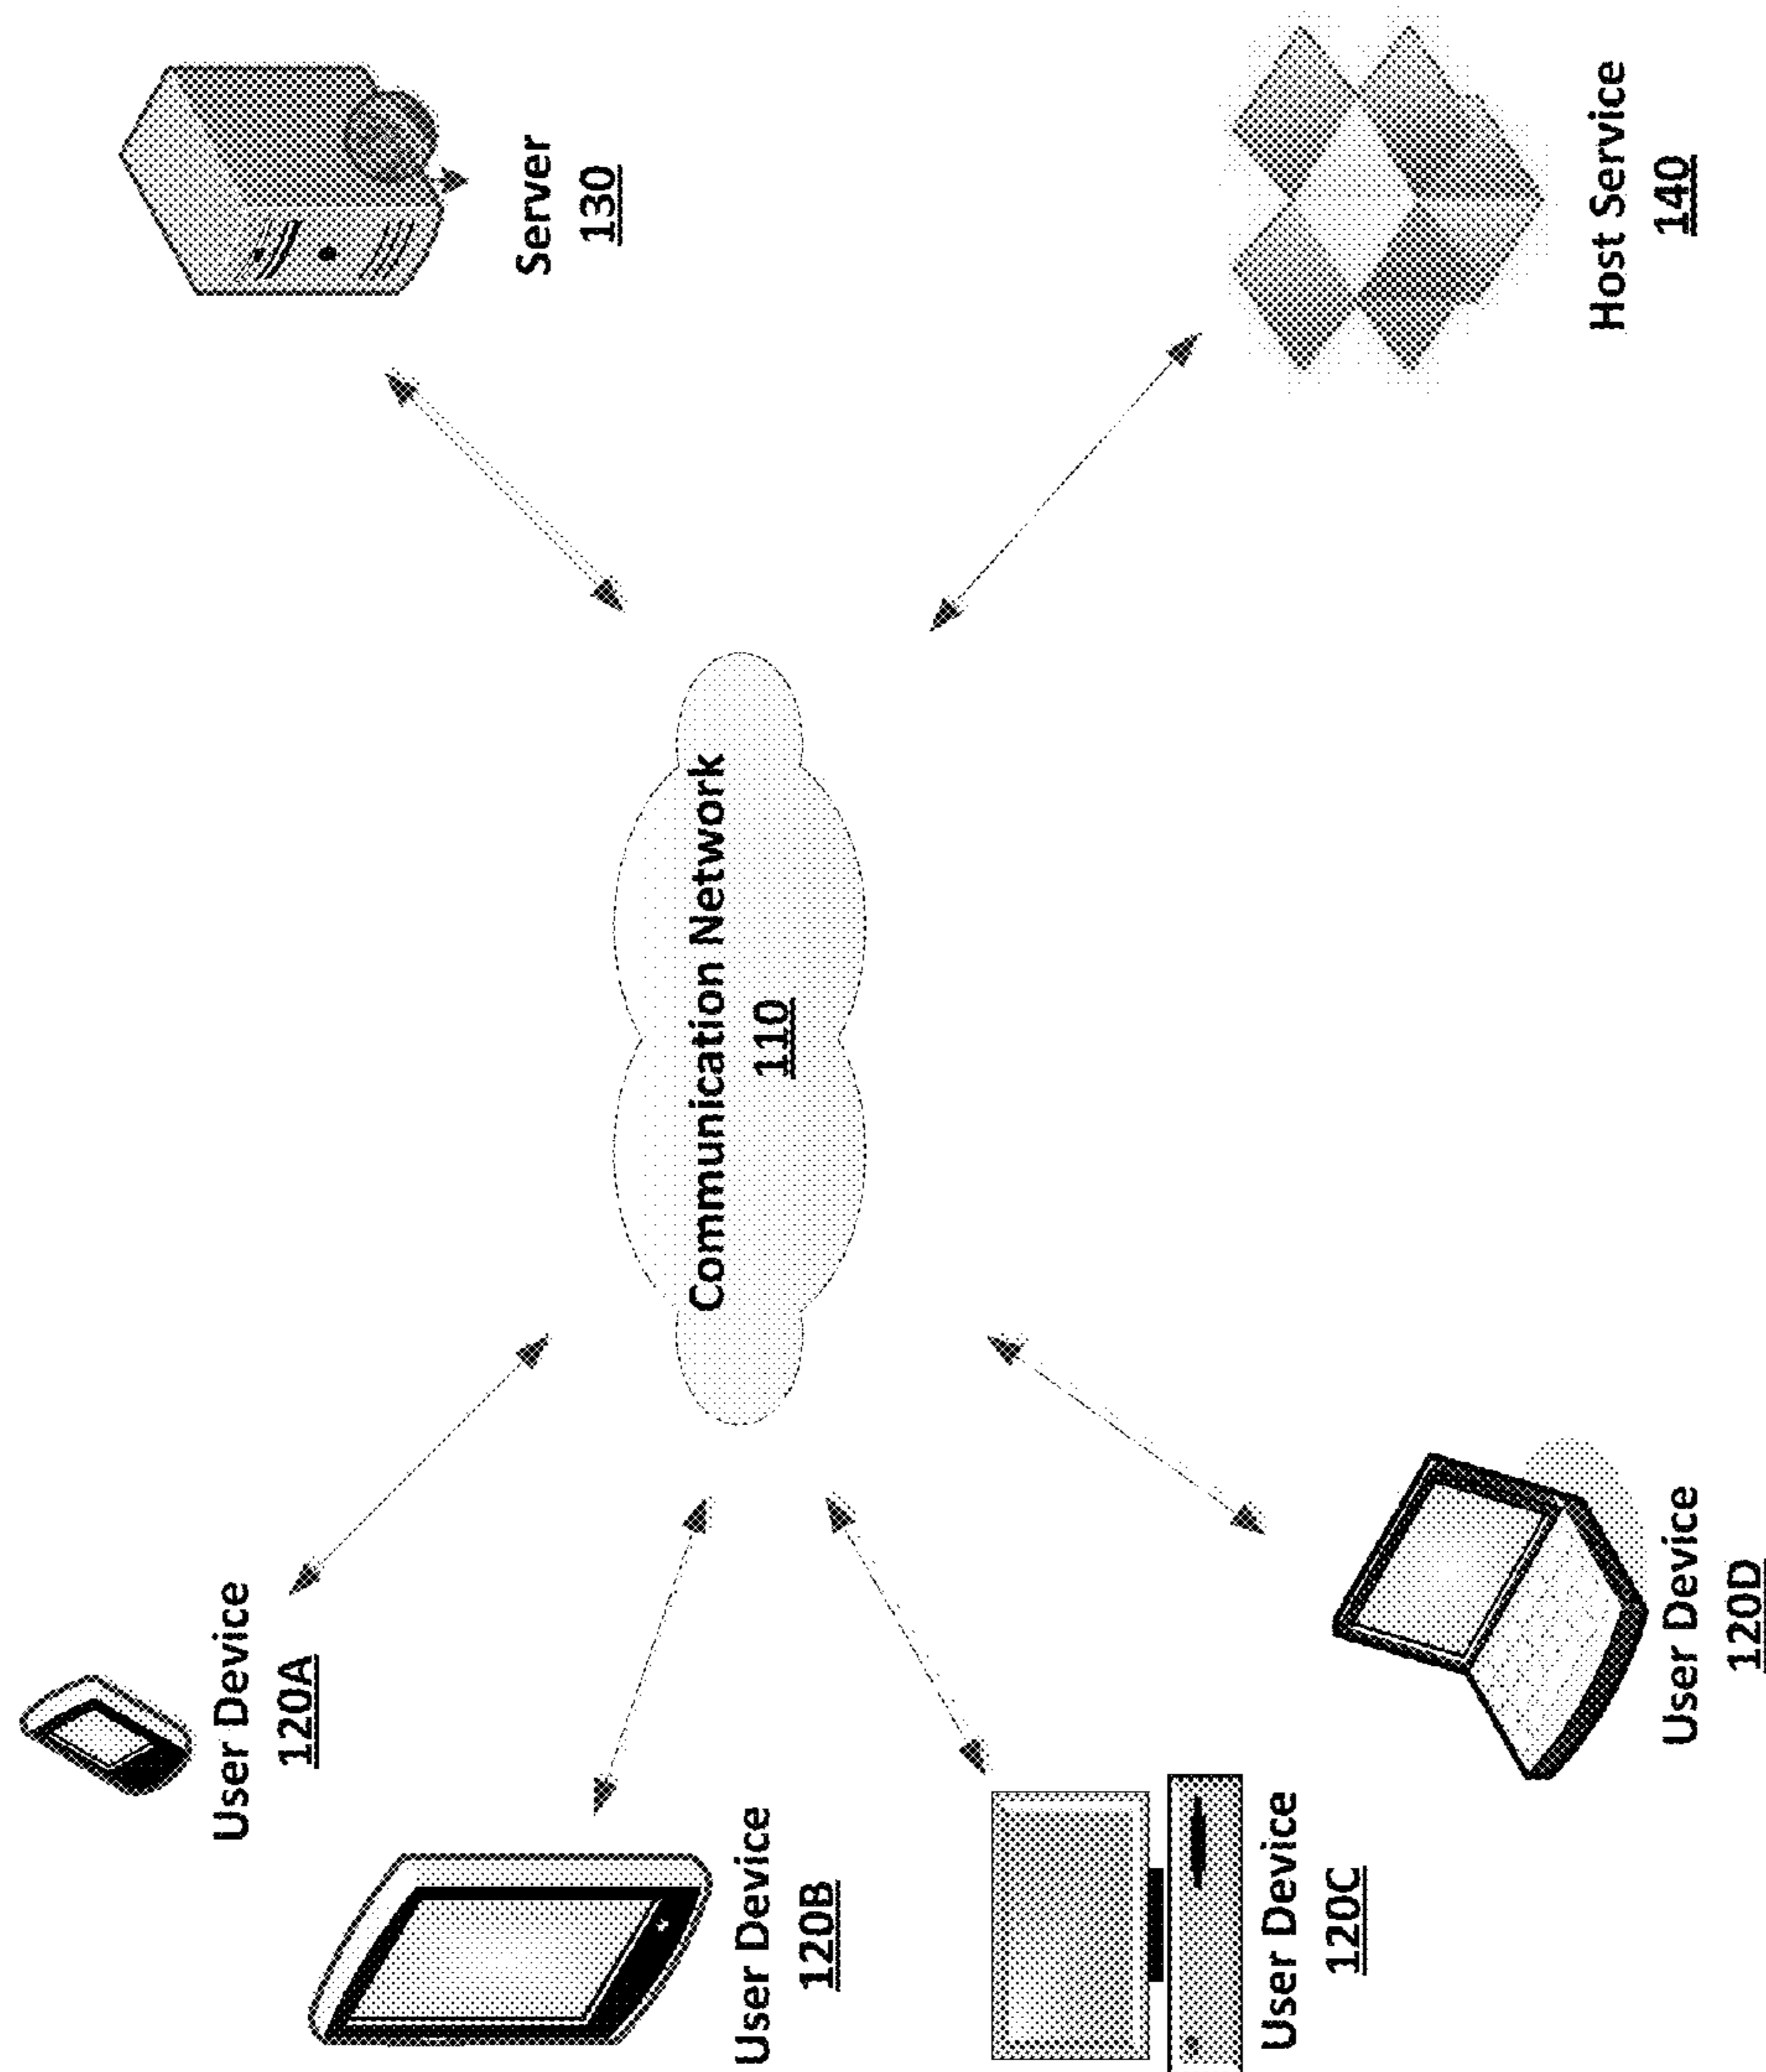 User Device
120A
User Device
120B
User Device
120C
User Device
120D
Communication Network
110
Server
130
Host Service
140